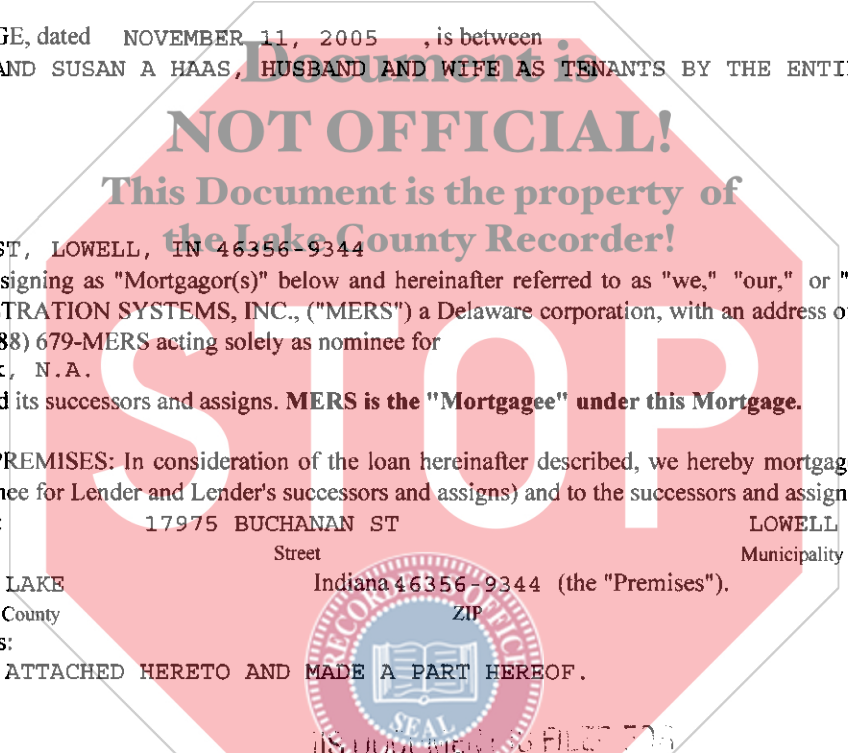 GE, dated NOVEMBER 11, 2005 , is between
AND SUSAN A HAAS, HUSBAND AND WIFE AS TENANTS BY THE ENTI
Document is
NOT OFFICIAL!
This Document is the property of
the Lake County Recorder!
ST, LOWELL, IN 46356-9344
signing as "Mortgagor(s)" below and hereinafter referred to as "we," "our," or "
TRATION SYSTEMS, INC., ("MERS") a Delaware corporation, with an address o
88) 679-MERS acting solely as nominee for
, N.A.
d its successors and assigns. MERS is the "Mortgagee" under this Mortgage.
STOP
PREMISES: In consideration of the loan hereinafter described, we hereby mortgag
nee for Lender and Lender's successors and assigns) and to the successors and assign
: 17975 BUCHANAN ST LOWELL
Street Municipality
LAKE Indiana 46356-9344 (the "Premises").
County ZIP
s:
ATTACHED HERETO AND MADE A PART HEREOF.
RECORDER OFFIC
SEAL